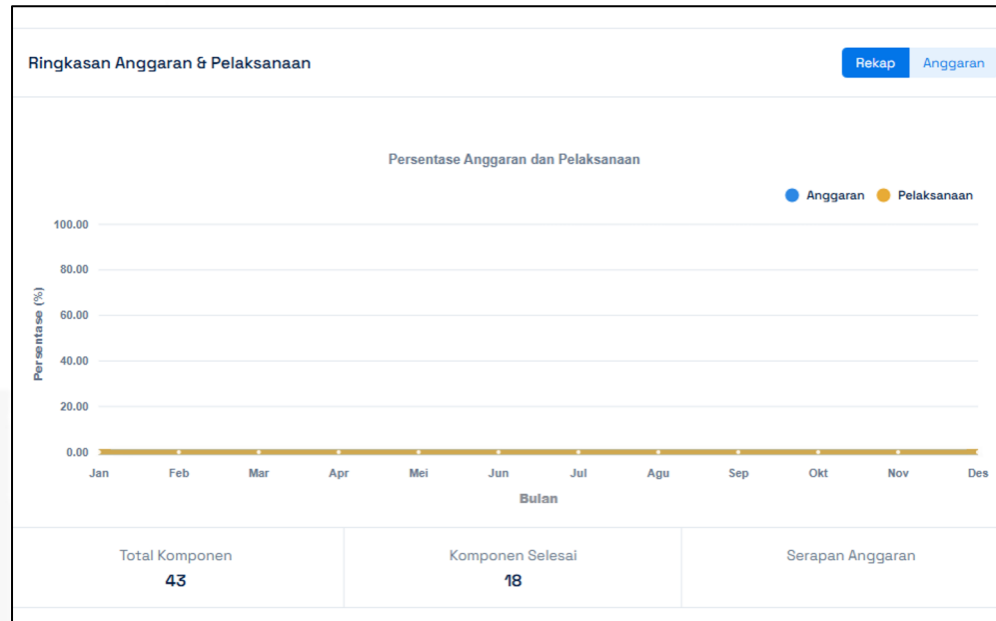 Ringkasan Anggaran & Pelaksanaan
Rekap Anggaran
Persentase Anggaran dan Pelaksanaan
Anggaran Pelaksanaan
Persentase (%)
100.00
80.00
60.00
40.00
20.00
0.00
Jan Feb Mar Apr Mei Jun Jul Agu Sep Okt Nov Des
Bulan
Total Komponen Komponen Selesai Serapan Anggaran
43 18